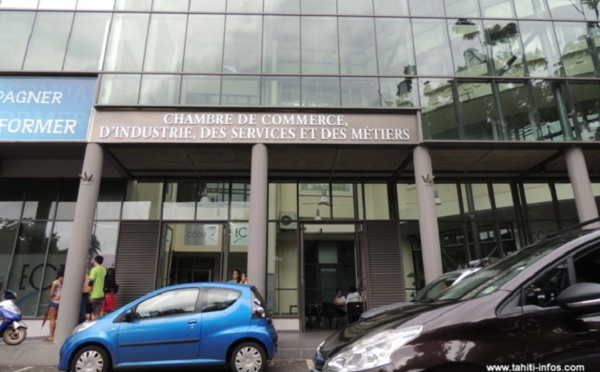 PAGNER
FORMER
CHAMBRE DE COMMERCE,
D'INDUSTRIE, DES SERVICES ET DES MÉTIERS
www.tahiti-infos.com